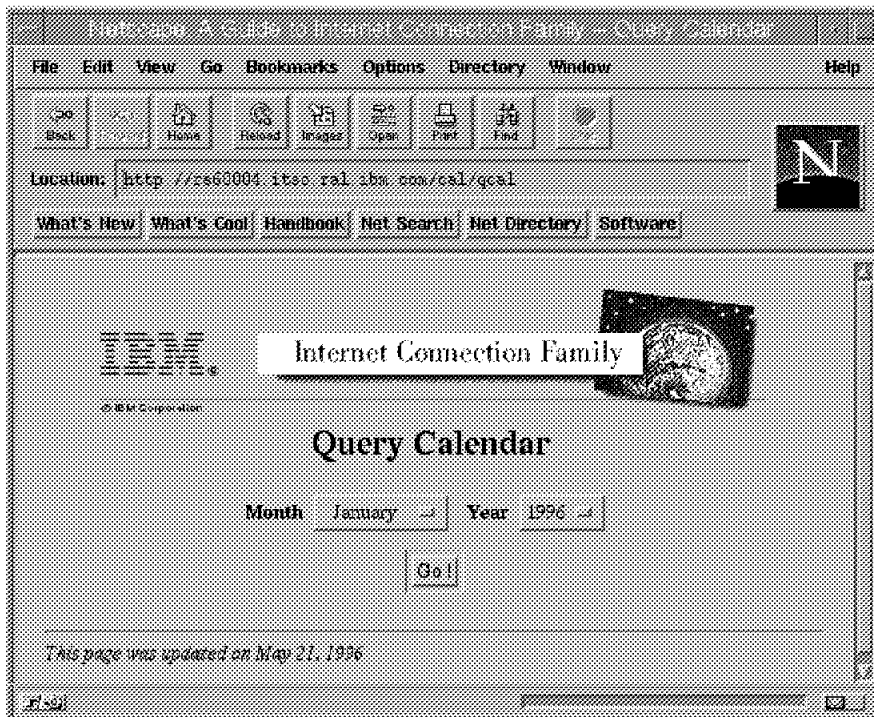 Netscape: A Guide to Internet Connection Family -- Query Calendar
File Edit View Go Bookmarks Options Directory Window Help
Back Home Reload Images Open Print Find
Location: http://rs60004.itso.ral.ibm.com/cal/qcal
N
What's New What's Cool Handbook Net Search Net Directory Software
IBM
Internet Connection Family
© IBM Corporation
Query Calendar
Month January Year 1996
Go!
This page was updated on May 21, 1996